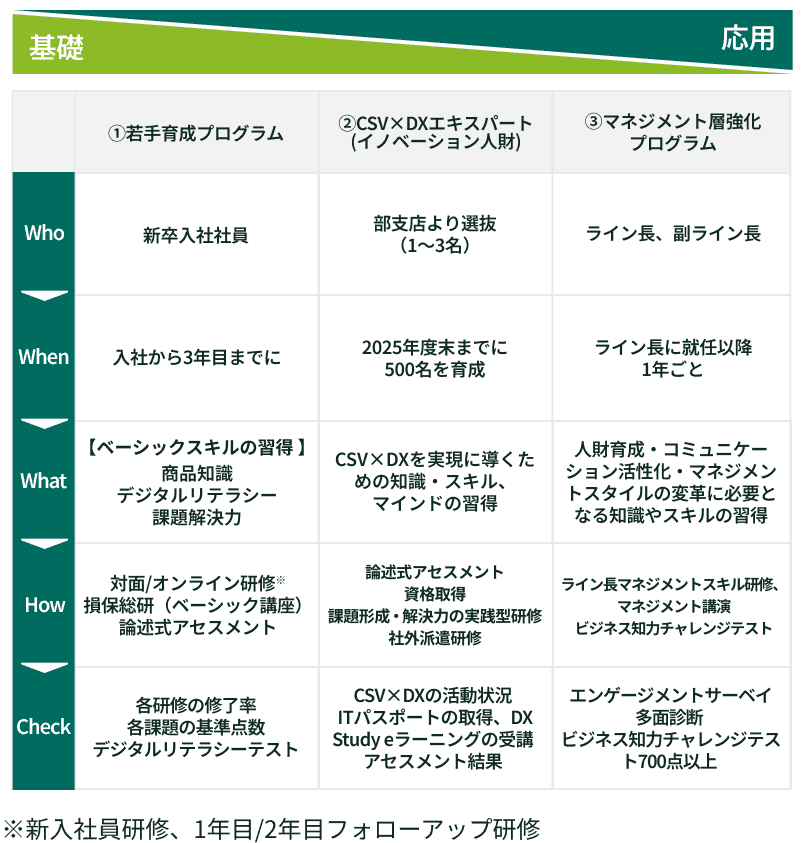 基礎
応用
①若手育成プログラム
②CSV×DXエキスパート
(イノベーション人財)
③マネジメント層強化
プログラム
Who
新卒入社社員
部支店より選抜
（1～3名）
ライン長、副ライン長
When
入社から3年目までに
2025年度末までに
500名を育成
ライン長に就任以降
1年ごと
What
【ベーシックスキルの習得 】
商品知識
デジタルリテラシー
課題解決力
CSV×DXを実現に導くた
めの知識・スキル、
マインドの習得
人財育成・コミュニケー
ション活性化・マネジメン
トスタイルの変革に必要と
なる知識やスキルの習得
How
対面/オンライン研修※
損保総研（ベーシック講座）
論述式アセスメント
論述式アセスメント
資格取得
課題形成・解決力の実践型研修
社外派遣研修
ライン長マネジメントスキル研修、
マネジメント講演
ビジネス知力チャレンジテスト
Check
各研修の修了率
各課題の基準点数
デジタルリテラシーテスト
CSV×DXの活動状況
ITパスポートの取得、DX
Study eラーニングの受講
アセスメント結果
エンゲージメントサーベイ
多面診断
ビジネス知力チャレンジテス
ト700点以上
※新入社員研修、1年目/2年目フォローアップ研修